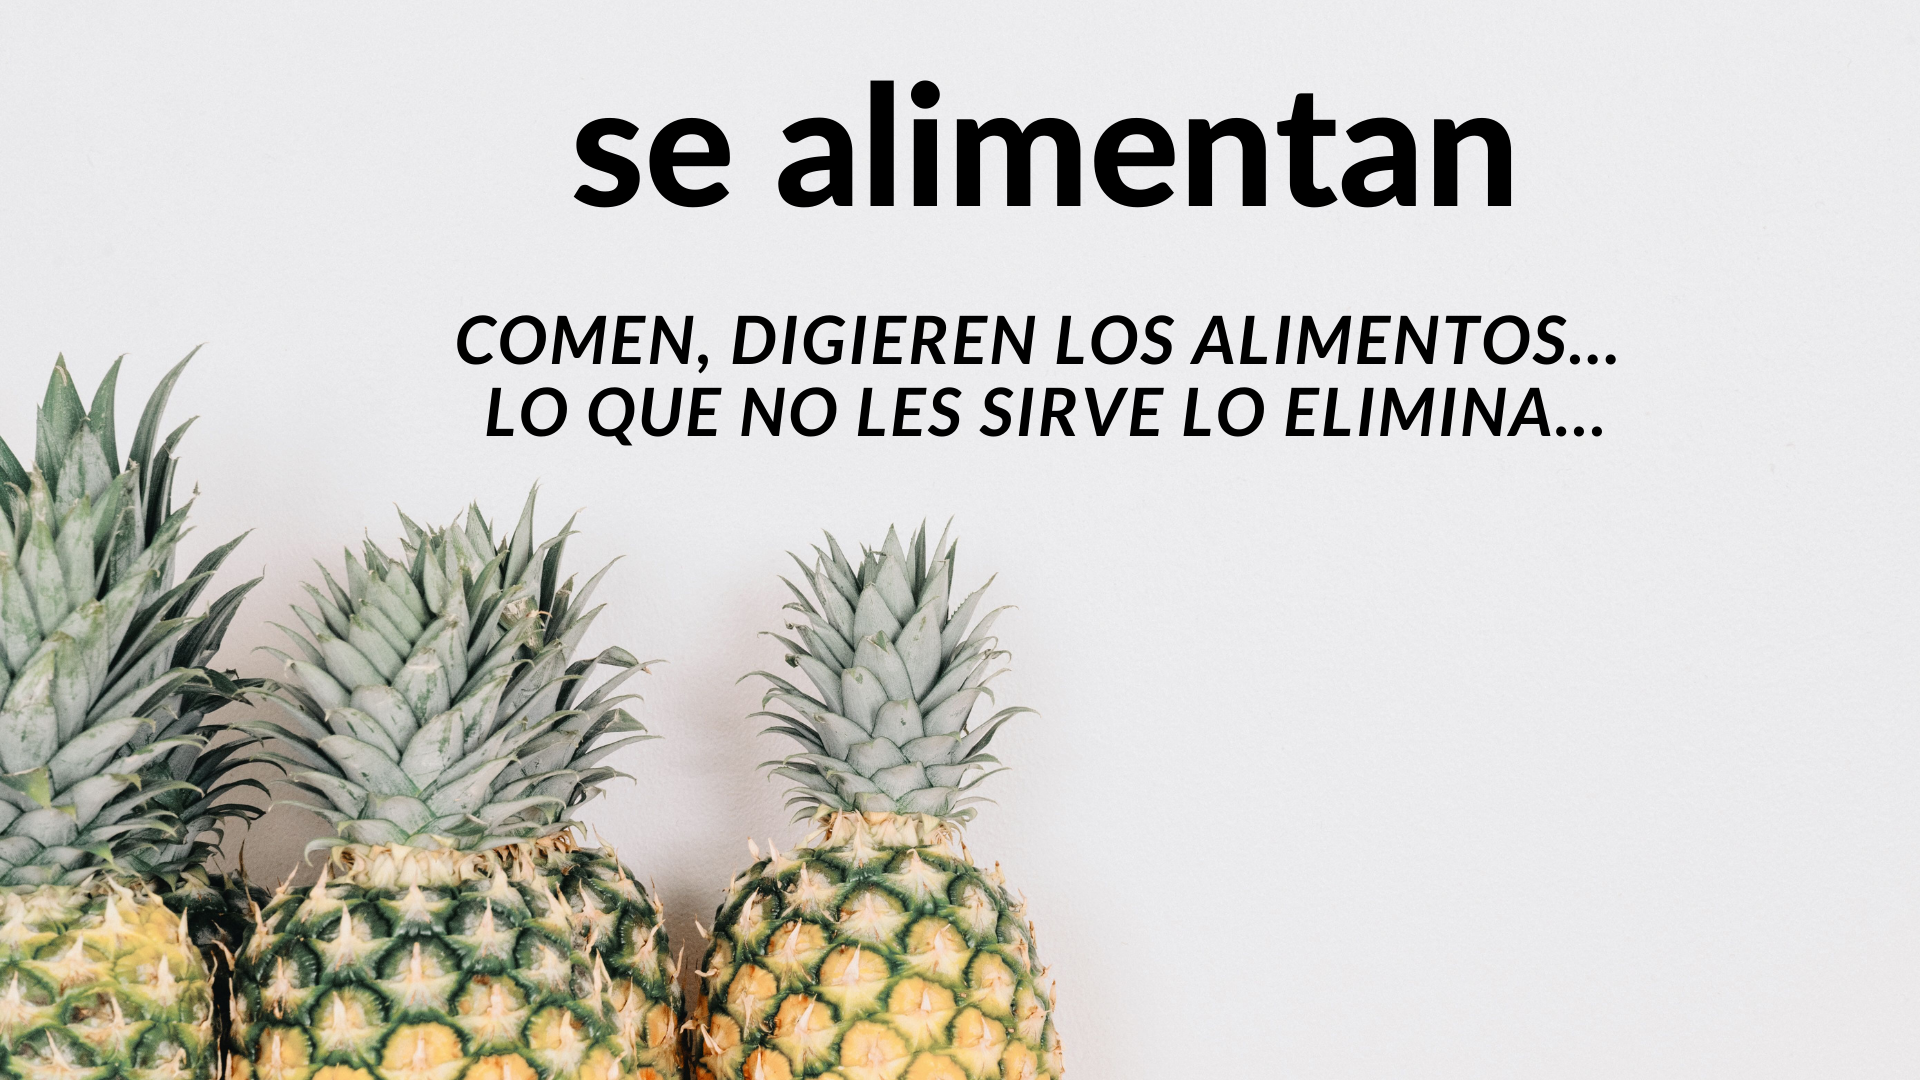 se alimentan
COMEN, DIGIEREN LOS ALIMENTOS...
LO QUE NO LES SIRVE LO ELIMINA...